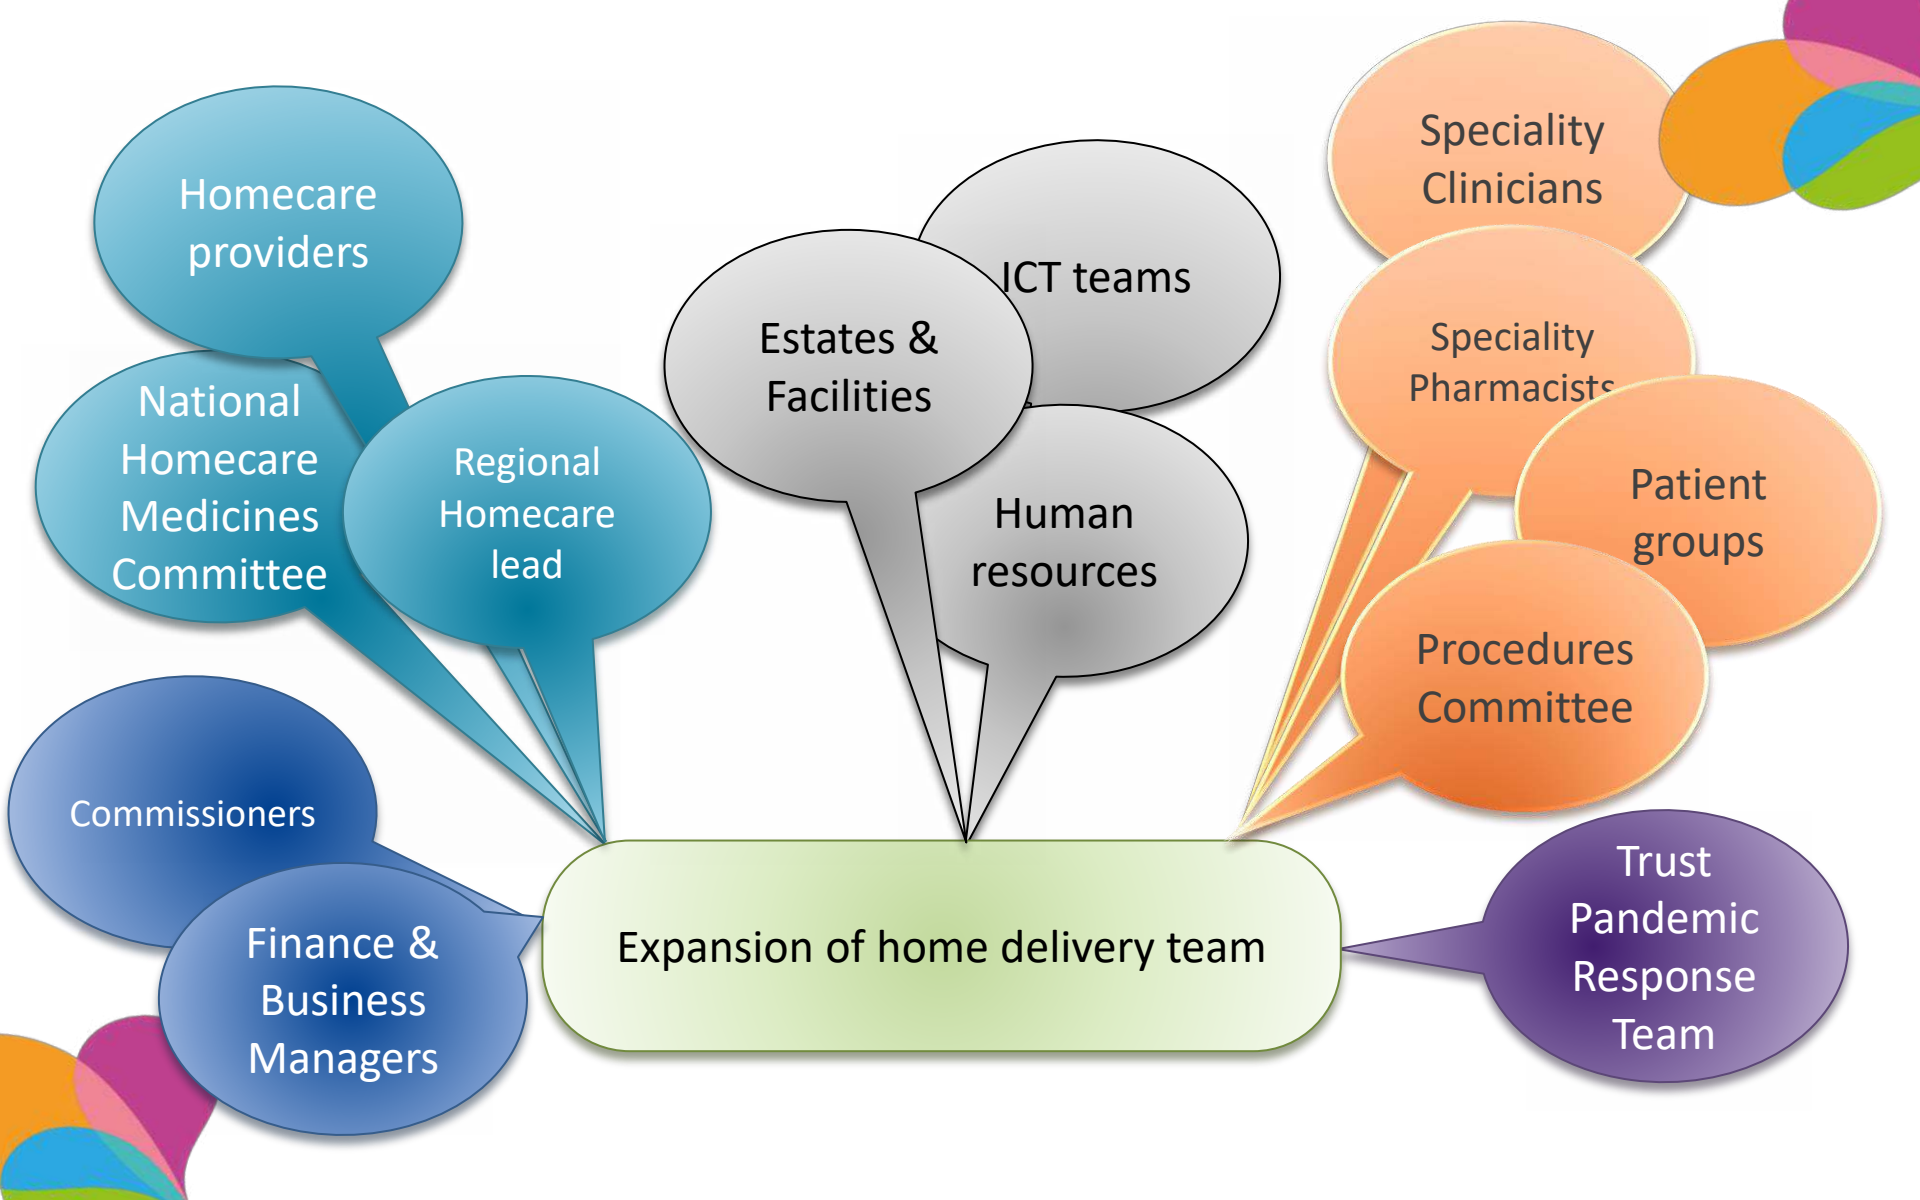 Homecare
providers
National
Homecare
Medicines
Committee
Regional
Homecare
lead
Commissioners
Finance &
Business
Managers
Estates &
Facilities
ICT teams
Human
resources
Speciality
Clinicians
Speciality
Pharmacists
Patient
groups
Procedures
Committee
Trust
Pandemic
Response
Team
Expansion of home delivery team